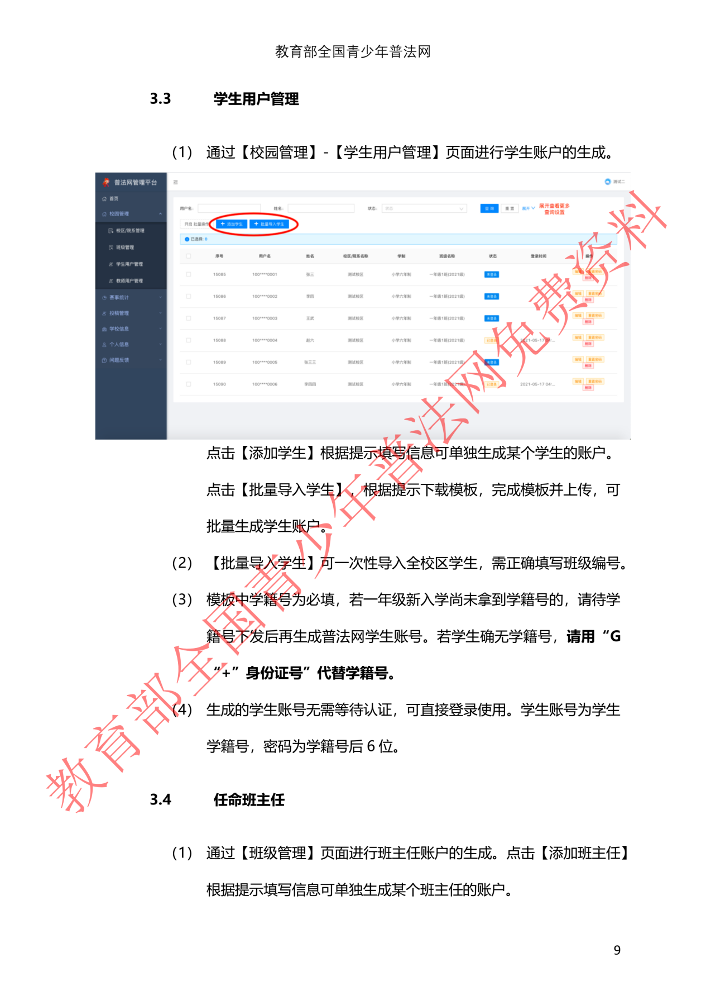 教育部全国青少年普法网
3.3 学生用户管理
(1) 通过【校园管理】-【学生用户管理】页面进行学生账户的生成。
普法网管理平台
测试二
首页
校园管理
校区/院系管理
班级管理
学生用户管理
教师用户管理
赛事统计
投稿管理
学校信息
个人信息
问题反馈
用户名: 姓名: 状态: 状态 查 询 重 置 展开 展开查看更多
查询设置
开启 批量操作 + 添加学生 + 批量导入学生
已选择: 0
序号 用户名 姓名 校区/院系名称 学制 班级名称 状态 登录时间 操作
15085 100****0001 张三 测试校区 小学六年制 一年级1班(2021级) 未登录 编辑 重置密码 删除
15086 100****0002 李四 测试校区 小学六年制 一年级1班(2021级) 未登录 编辑 重置密码 删除
15087 100****0003 王武 测试校区 小学六年制 一年级1班(2021级) 未登录 编辑 重置密码 删除
15088 100****0004 赵六 测试校区 小学六年制 一年级1班(2021级) 已登录 2021-05-17 04:... 编辑 重置密码 删除
15089 100****0005 张三三 测试校区 小学六年制 一年级1班(2021级) 未登录 编辑 重置密码 删除
15090 100****0006 李四四 测试校区 小学六年制 一年级1班(2021级) 已登录 2021-05-17 04:... 编辑 重置密码 删除
点击【添加学生】根据提示填写信息可单独生成某个学生的账户。
点击【批量导入学生】，根据提示下载模板，完成模板并上传，可
批量生成学生账户。
(2) 【批量导入学生】可一次性导入全校区学生，需正确填写班级编号。
(3) 模板中学籍号为必填，若一年级新入学尚未拿到学籍号的，请待学
籍号下发后再生成普法网学生账号。若学生确无学籍号，请用“G
“+”身份证号”代替学籍号。
(4) 生成的学生账号无需等待认证，可直接登录使用。学生账号为学生
学籍号，密码为学籍号后 6 位。
3.4 任命班主任
(1) 通过【班级管理】页面进行班主任账户的生成。点击【添加班主任】
根据提示填写信息可单独生成某个班主任的账户。
9
教育部全国青少年普法网免费资料